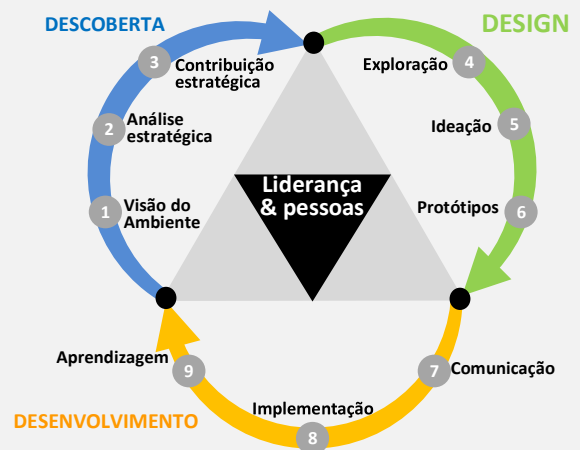 DESCOBERTA
1
Visão do
Ambiente
2
Análise
estratégica
3
Contribuição
estratégica
DESIGN
Exploração
4
Ideação
5
Protótipos
6
Liderança
& pessoas
7
Comunicação
Implementação
8
Aprendizagem
9
DESENVOLVIMENTO